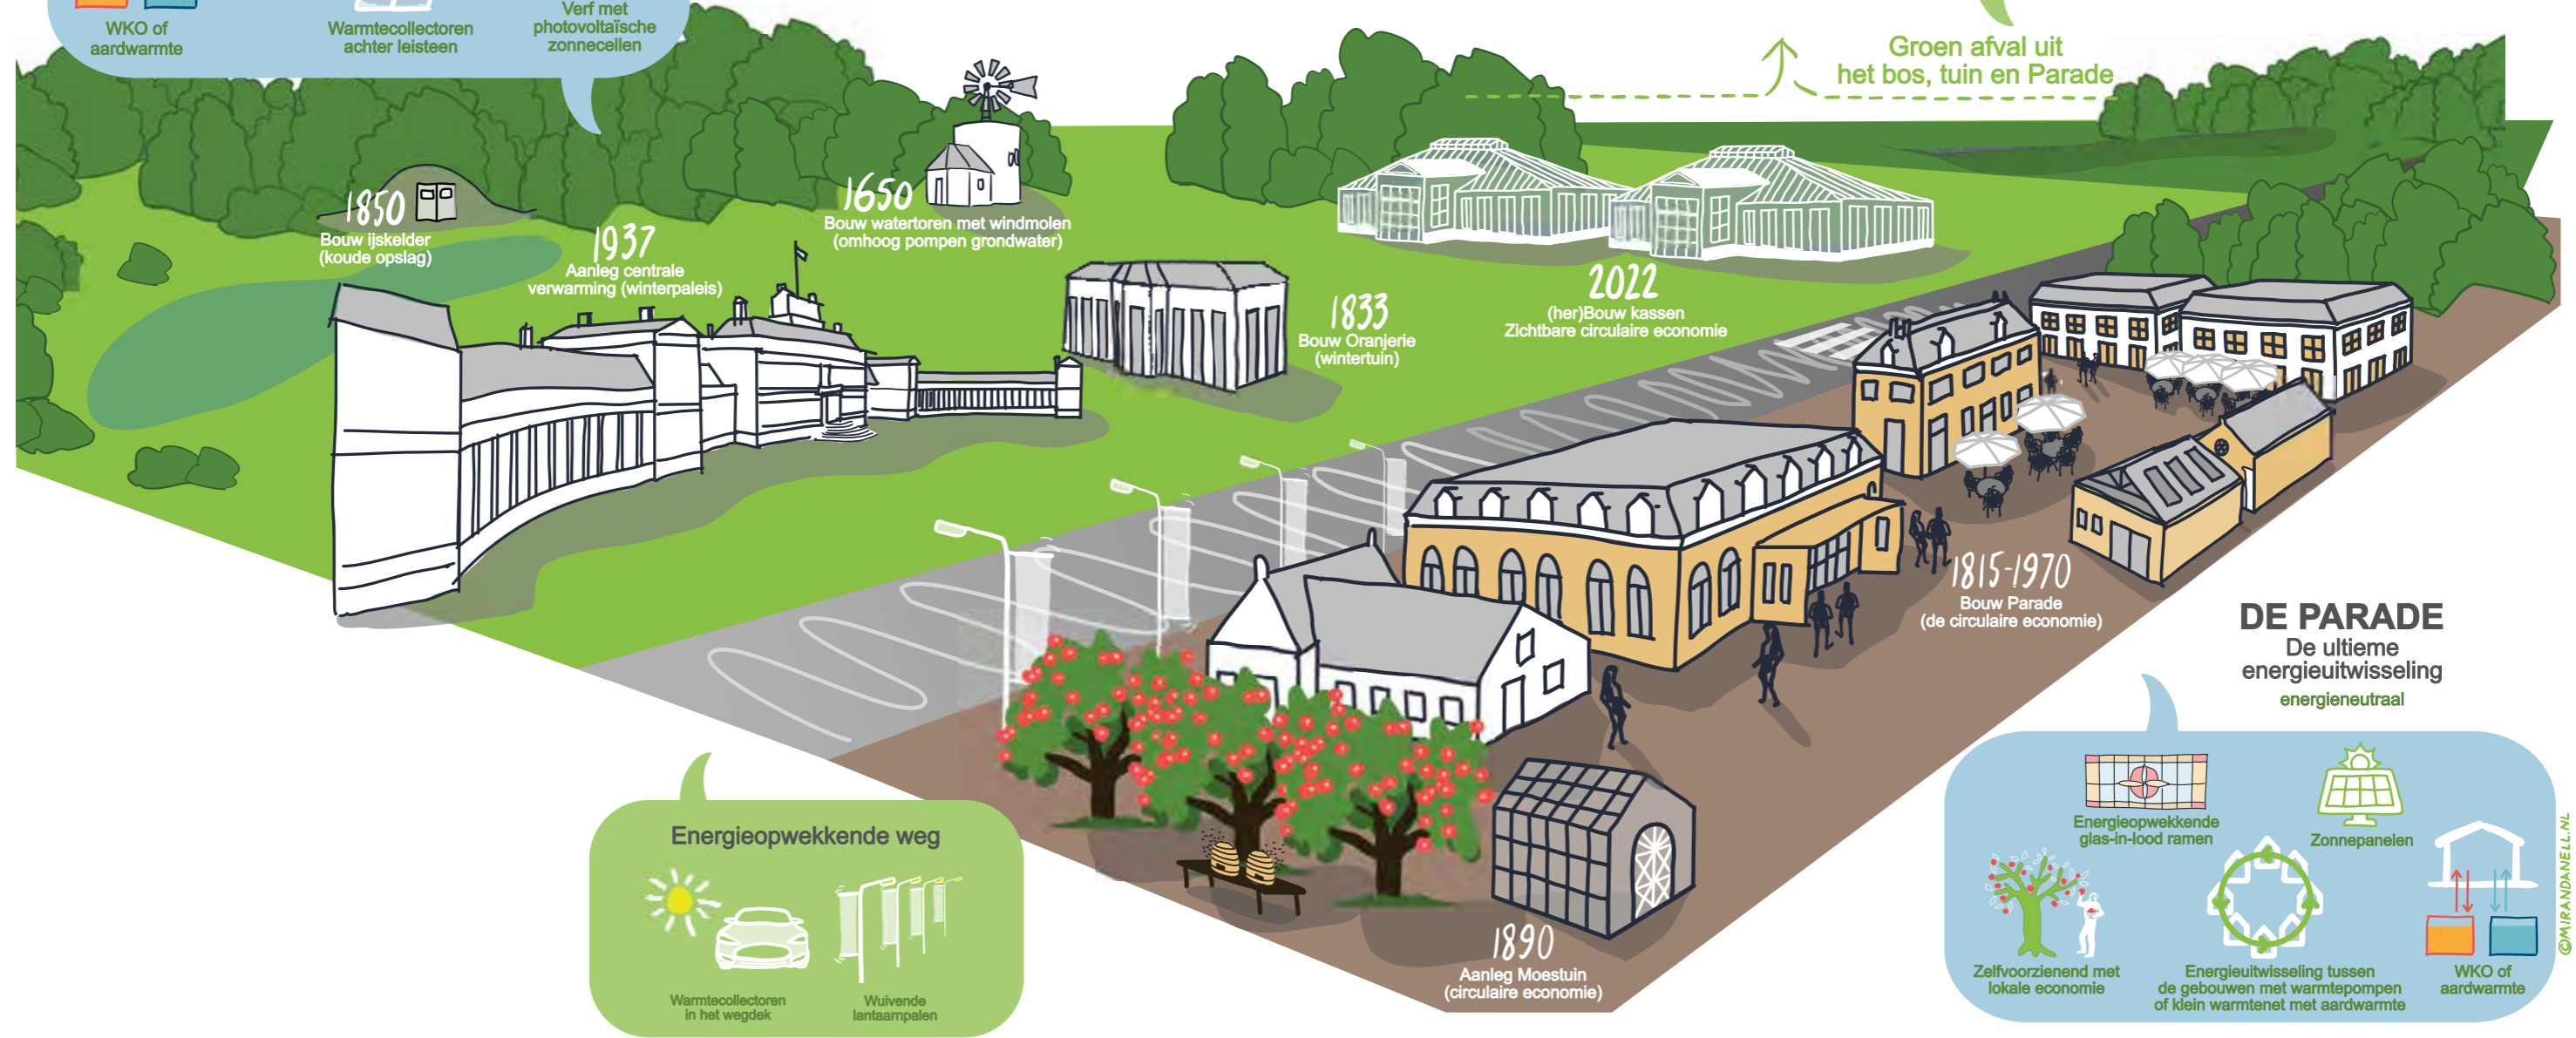 WKO of
aardwarmte
Warmtecollectoren
achter leisteen
Verf met
photovoltaïsche
zonnecellen
Groen afval uit
het bos, tuin en Parade
1850
Bouw ijskelder
(koude opslag)
1937
Aanleg centrale
verwarming (winterpaleis)
1650
Bouw watertoren met windmolen
(omhoog pompen grondwater)
1833
Bouw Oranjerie
(wintertuin)
2022
(her)Bouw kassen
Zichtbare circulaire economie
1815-1970
Bouw Parade
(de circulaire economie)
DE PARADE
De ultieme
energieuitwisseling
energieneutraal
Energieopwekkende weg
Warmtecollectoren
in het wegdek
Wuivende
lantaarnpalen
1890
Aanleg Moestuin
(circulaire economie)
Energieopwekkende
glas-in-lood ramen
Zonnepanelen
Zelfvoorzienend met
lokale economie
Energieuitwisseling tussen
de gebouwen met warmtepompen
of klein warmtenet met aardwarmte
WKO of
aardwarmte
©MIRANDANELL.NL